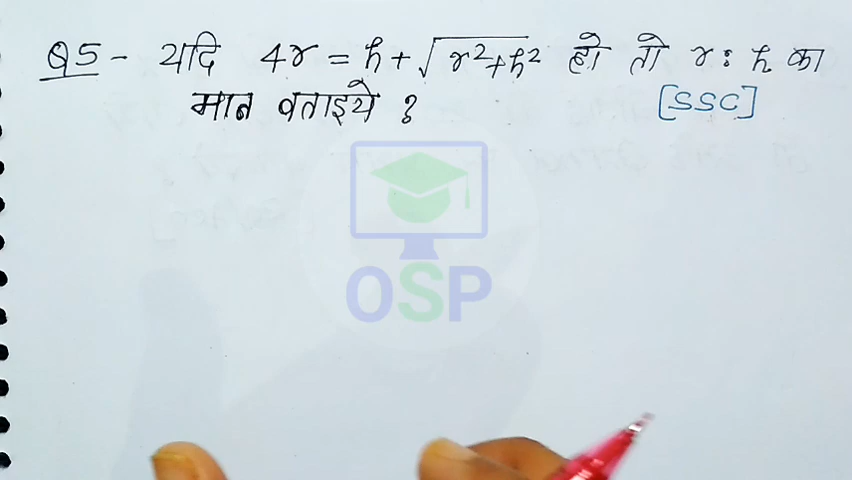 Q5 - यदि 4r = h + √r²+h² हो तो r : h का
मान बताइये ?
[SSC]
OSP